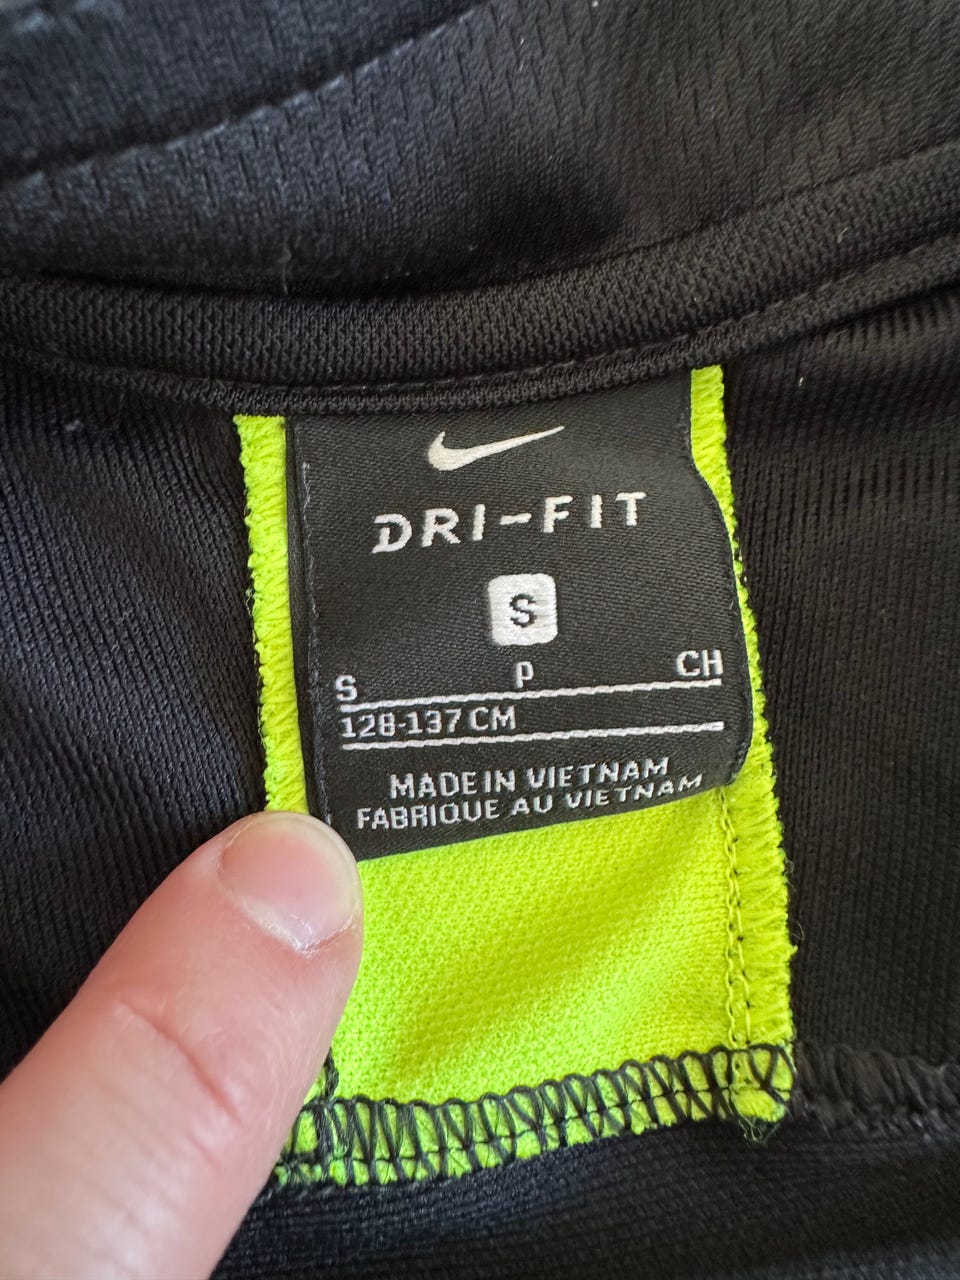 DRI-FIT
S
S P CH
128-137 CM
MADE IN VIETNAM
FABRIQUE AU VIETNAM